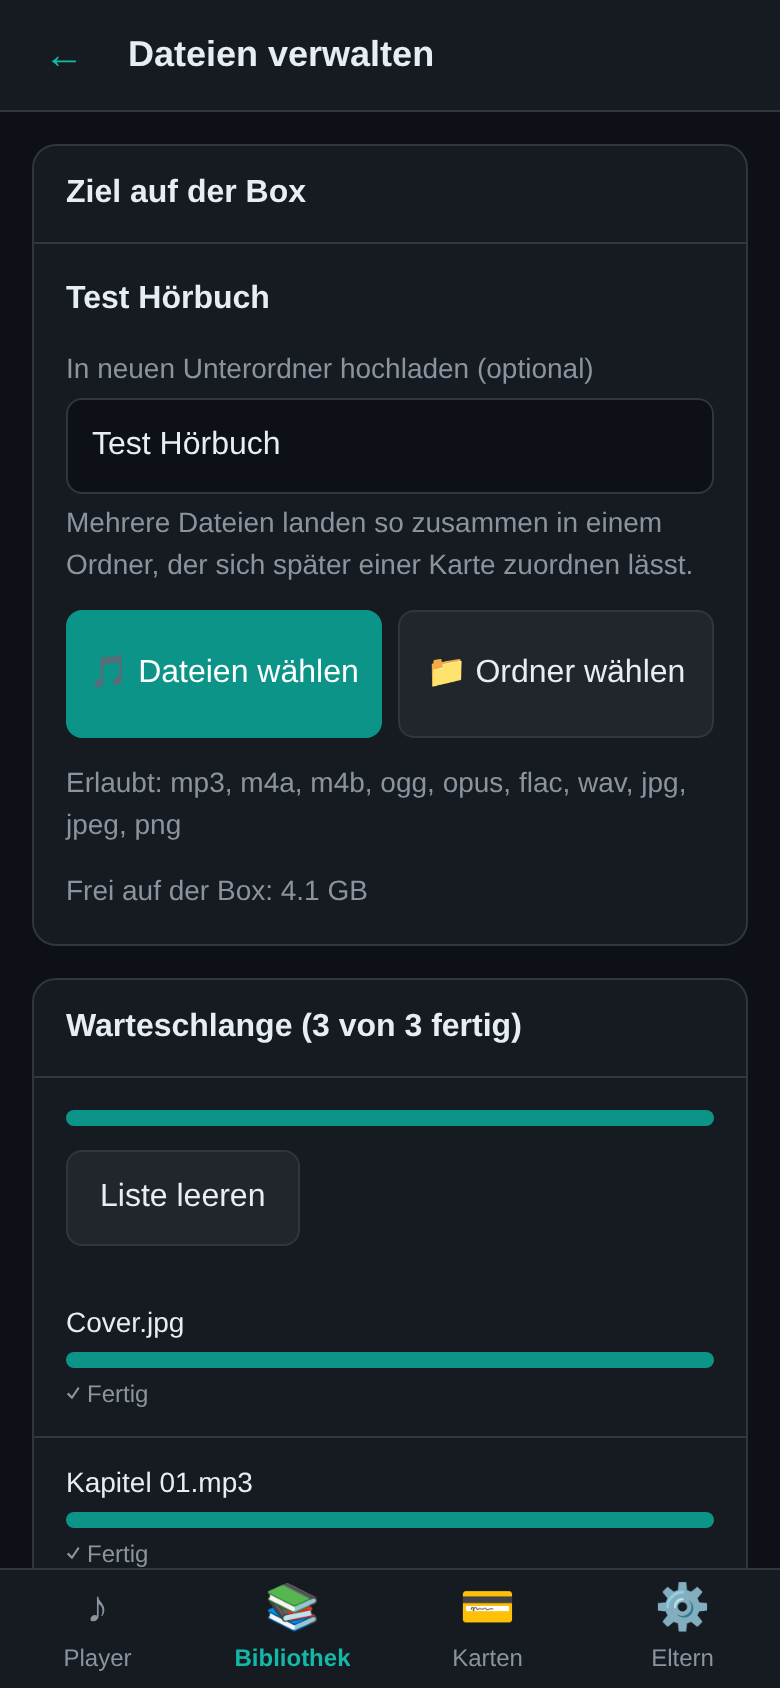 ← Dateien verwalten
Ziel auf der Box
Test Hörbuch
In neuen Unterordner hochladen (optional)
Test Hörbuch
Mehrere Dateien landen so zusammen in einem
Ordner, der sich später einer Karte zuordnen lässt.
🎵 Dateien wählen
📁 Ordner wählen
Erlaubt: mp3, m4a, m4b, ogg, opus, flac, wav, jpg,
jpeg, png
Frei auf der Box: 4.1 GB
Warteschlange (3 von 3 fertig)
Liste leeren
Cover.jpg
✓ Fertig
Kapitel 01.mp3
✓ Fertig
Player
Bibliothek
Karten
Eltern